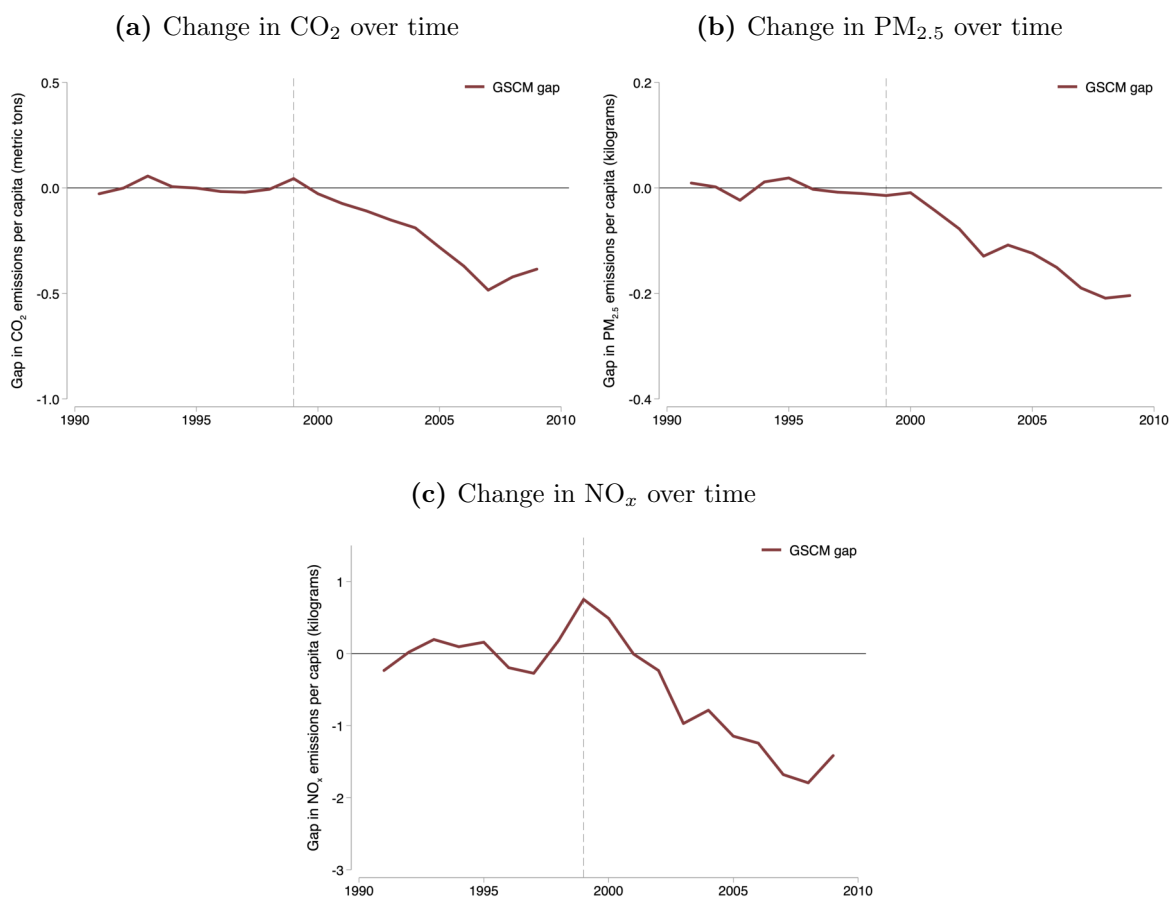 (a) Change in CO₂ over time
Gap in CO₂ emissions per capita (metric tons)
0.5
0.0
-0.5
-1.0
GSCM gap
1990 1995 2000 2005 2010
(b) Change in PM₂.₅ over time
Gap in PM₂.₅ emissions per capita (kilograms)
0.2
0.0
-0.2
-0.4
GSCM gap
1990 1995 2000 2005 2010
(c) Change in NOₓ over time
Gap in NOₓ emissions per capita (kilograms)
1
0
-1
-2
-3
GSCM gap
1990 1995 2000 2005 2010